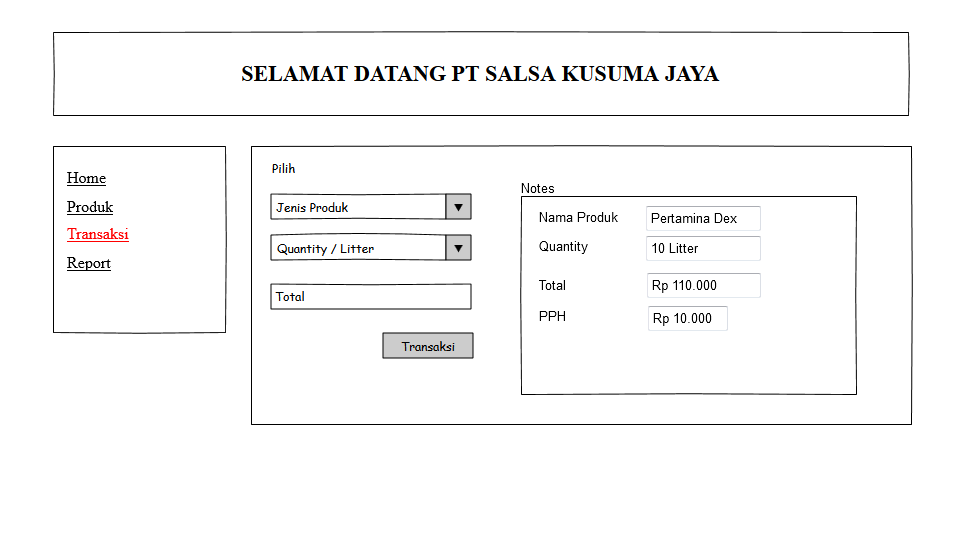 SELAMAT DATANG PT SALSA KUSUMA JAYA
Home
Produk
Transaksi
Report
Pilih
Jenis Produk
Quantity / Litter
Total
Transaksi
Notes
Nama Produk Pertamina Dex
Quantity 10 Litter
Total Rp 110.000
PPH Rp 10.000